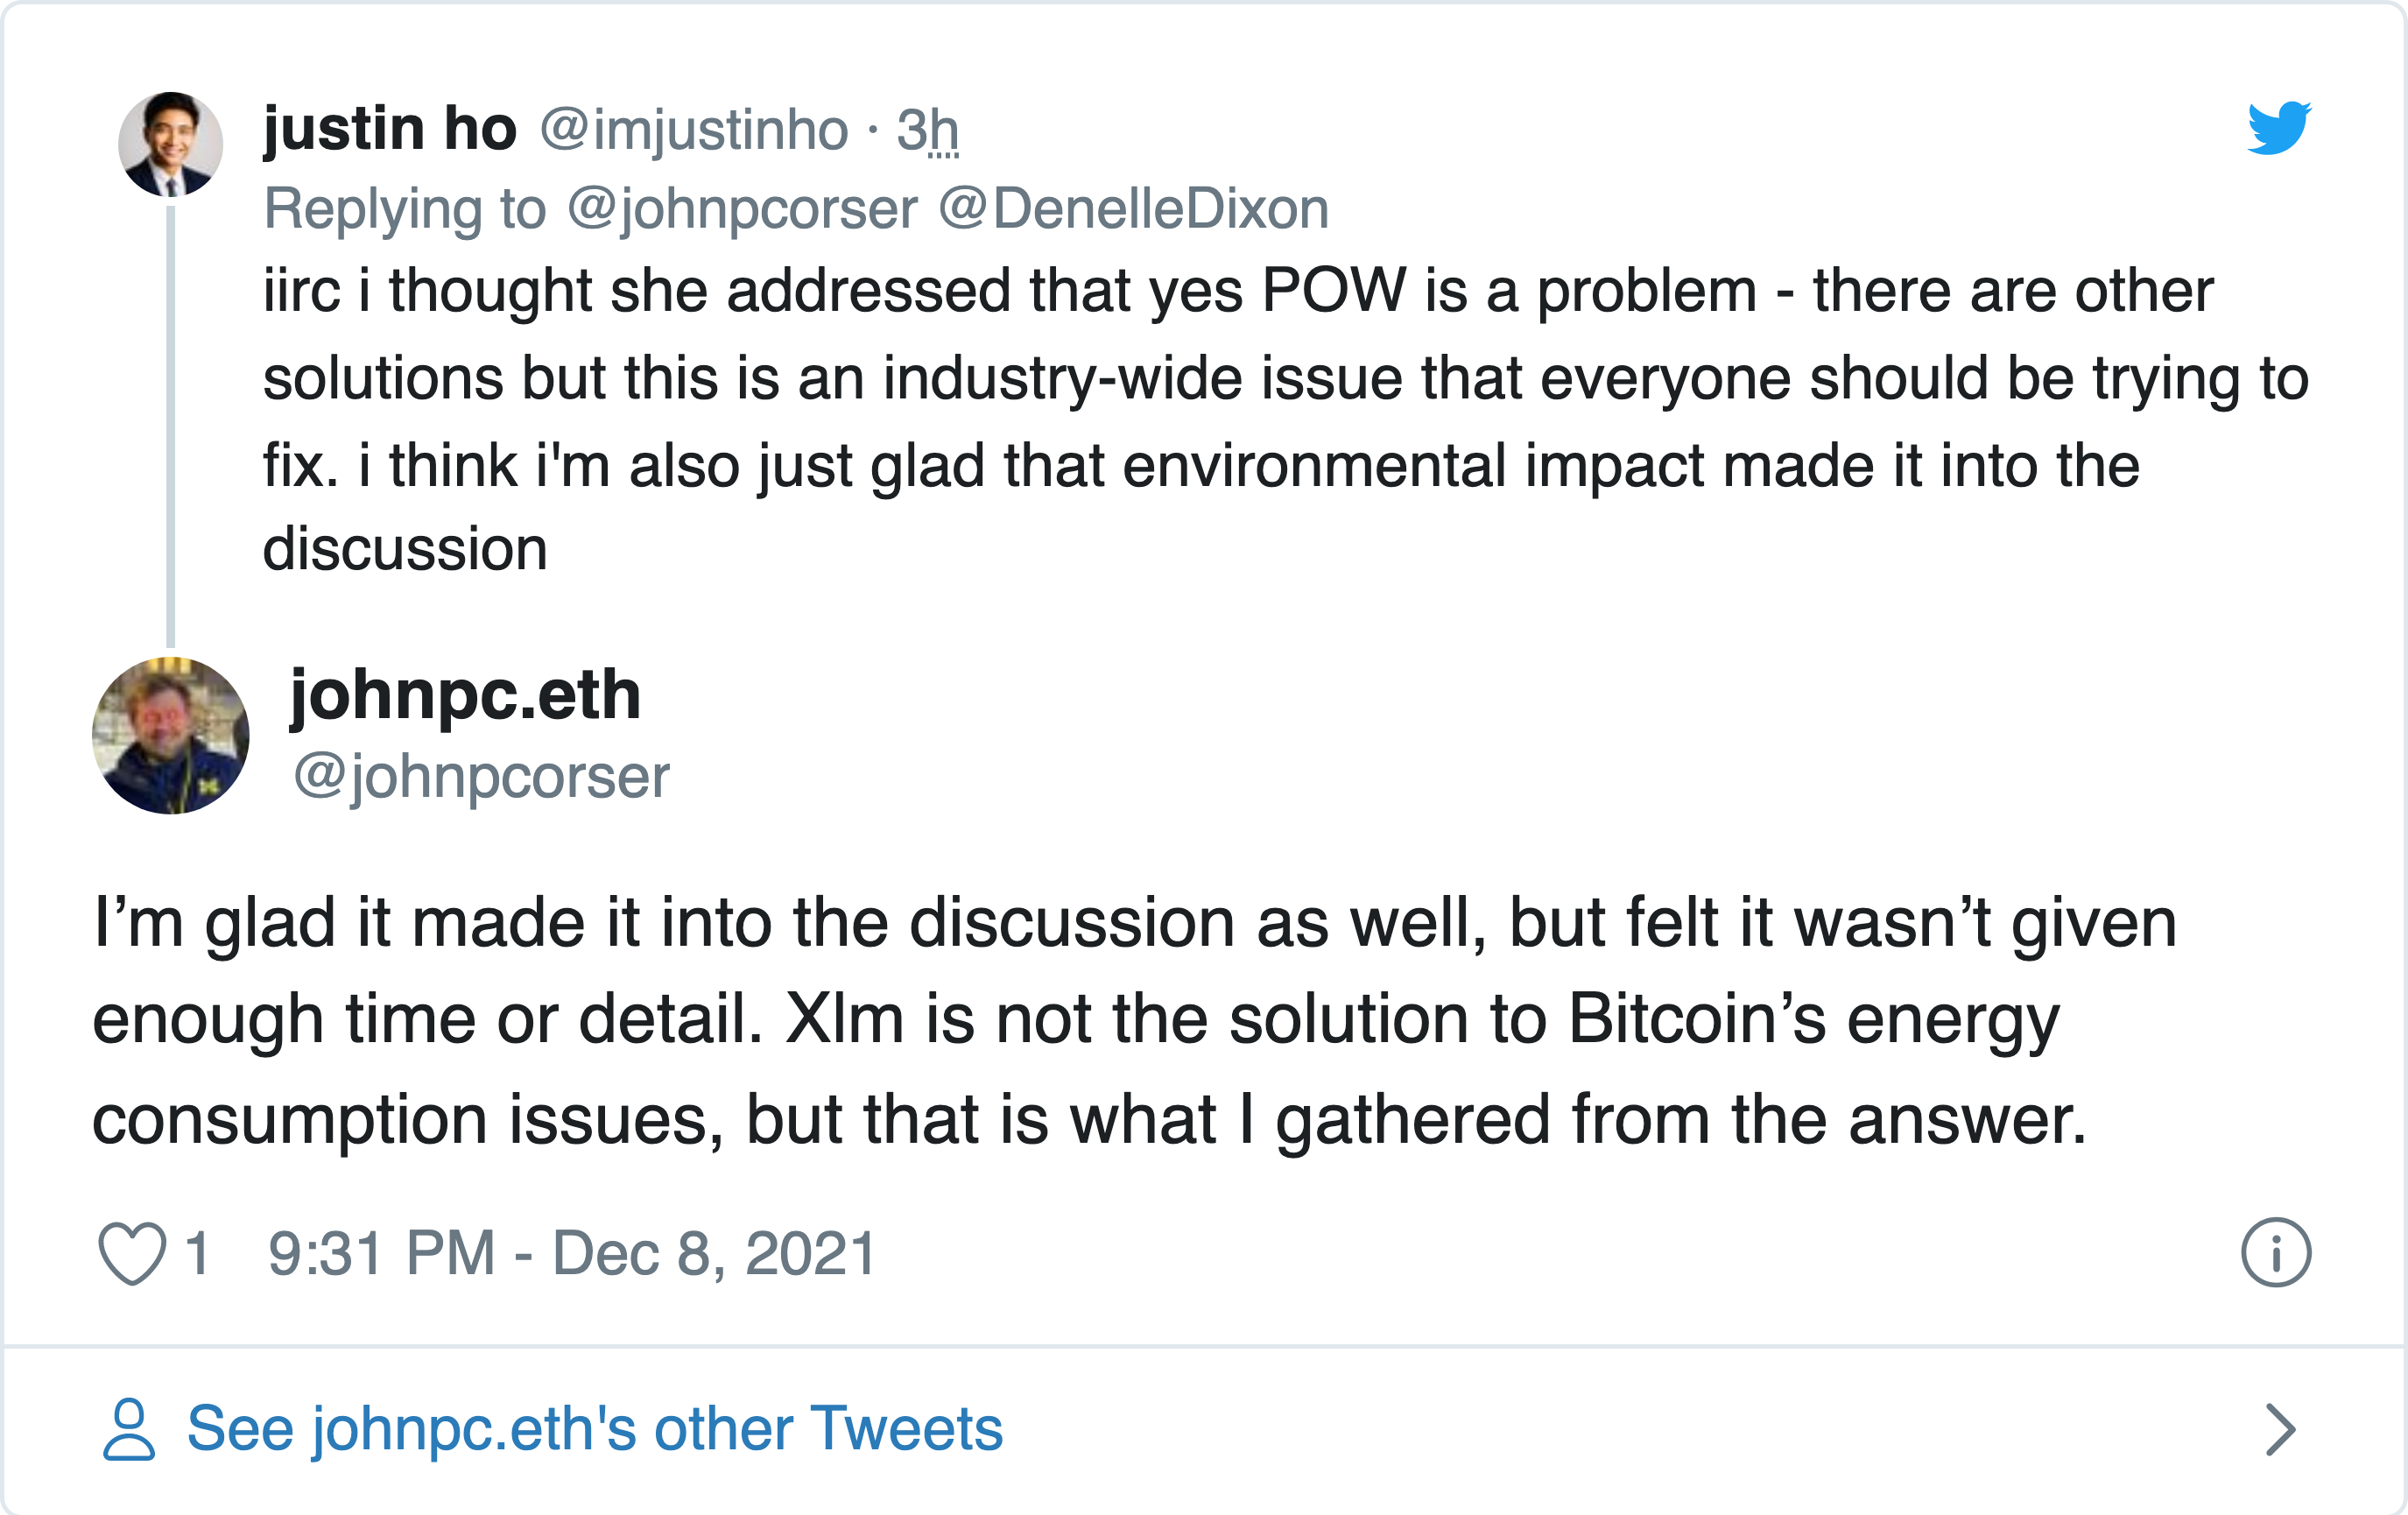 justin ho @imjustinho · 3h
Replying to @johnpcorser @DenelleDixon
iirc i thought she addressed that yes POW is a problem - there are other
solutions but this is an industry-wide issue that everyone should be trying to
fix. i think i'm also just glad that environmental impact made it into the
discussion
johnpc.eth
@johnpcorser
I’m glad it made it into the discussion as well, but felt it wasn’t given
enough time or detail. Xlm is not the solution to Bitcoin’s energy
consumption issues, but that is what I gathered from the answer.
1 9:31 PM - Dec 8, 2021
See johnpc.eth's other Tweets